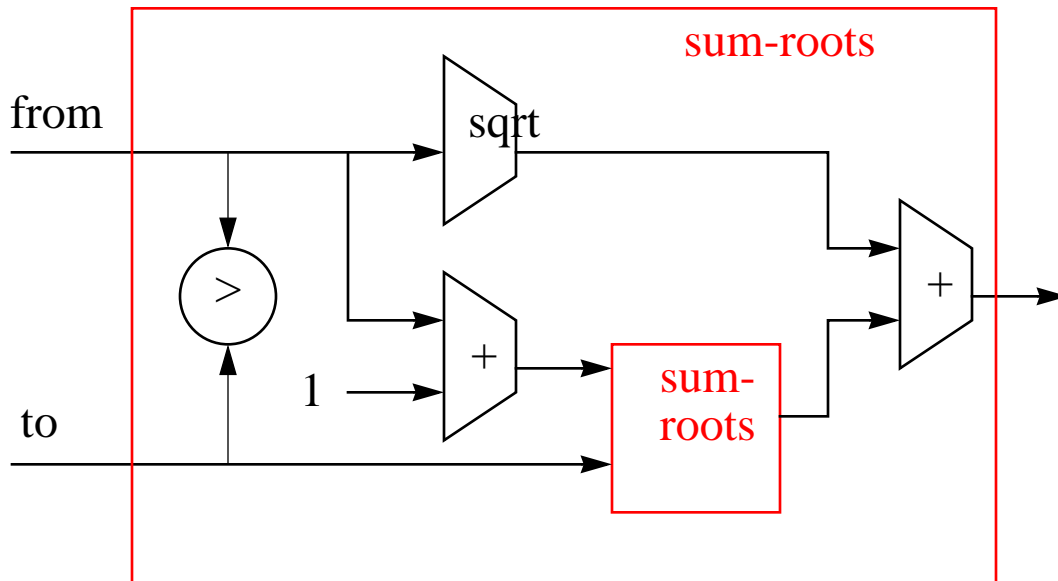 sum-roots
from
sqrt
>
+
+
1
sum-
roots
to